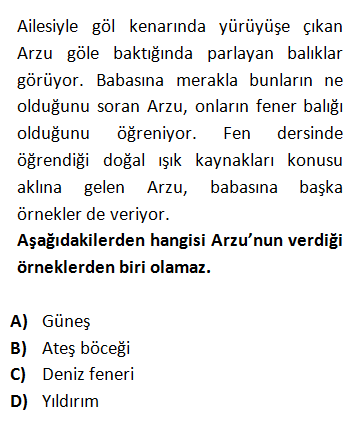 Ailesiyle göl kenarında yürüyüşe çıkan
Arzu göle baktığında parlayan balıklar
görüyor. Babasına merakla bunların ne
olduğunu soran Arzu, onların fener balığı
olduğunu öğreniyor. Fen dersinde
öğrendiği doğal ışık kaynakları konusu
aklına gelen Arzu, babasına başka
örnekler de veriyor.
Aşağıdakilerden hangisi Arzu’nun verdiği
örneklerden biri olamaz.
A) Güneş
B) Ateş böceği
C) Deniz feneri
D) Yıldırım